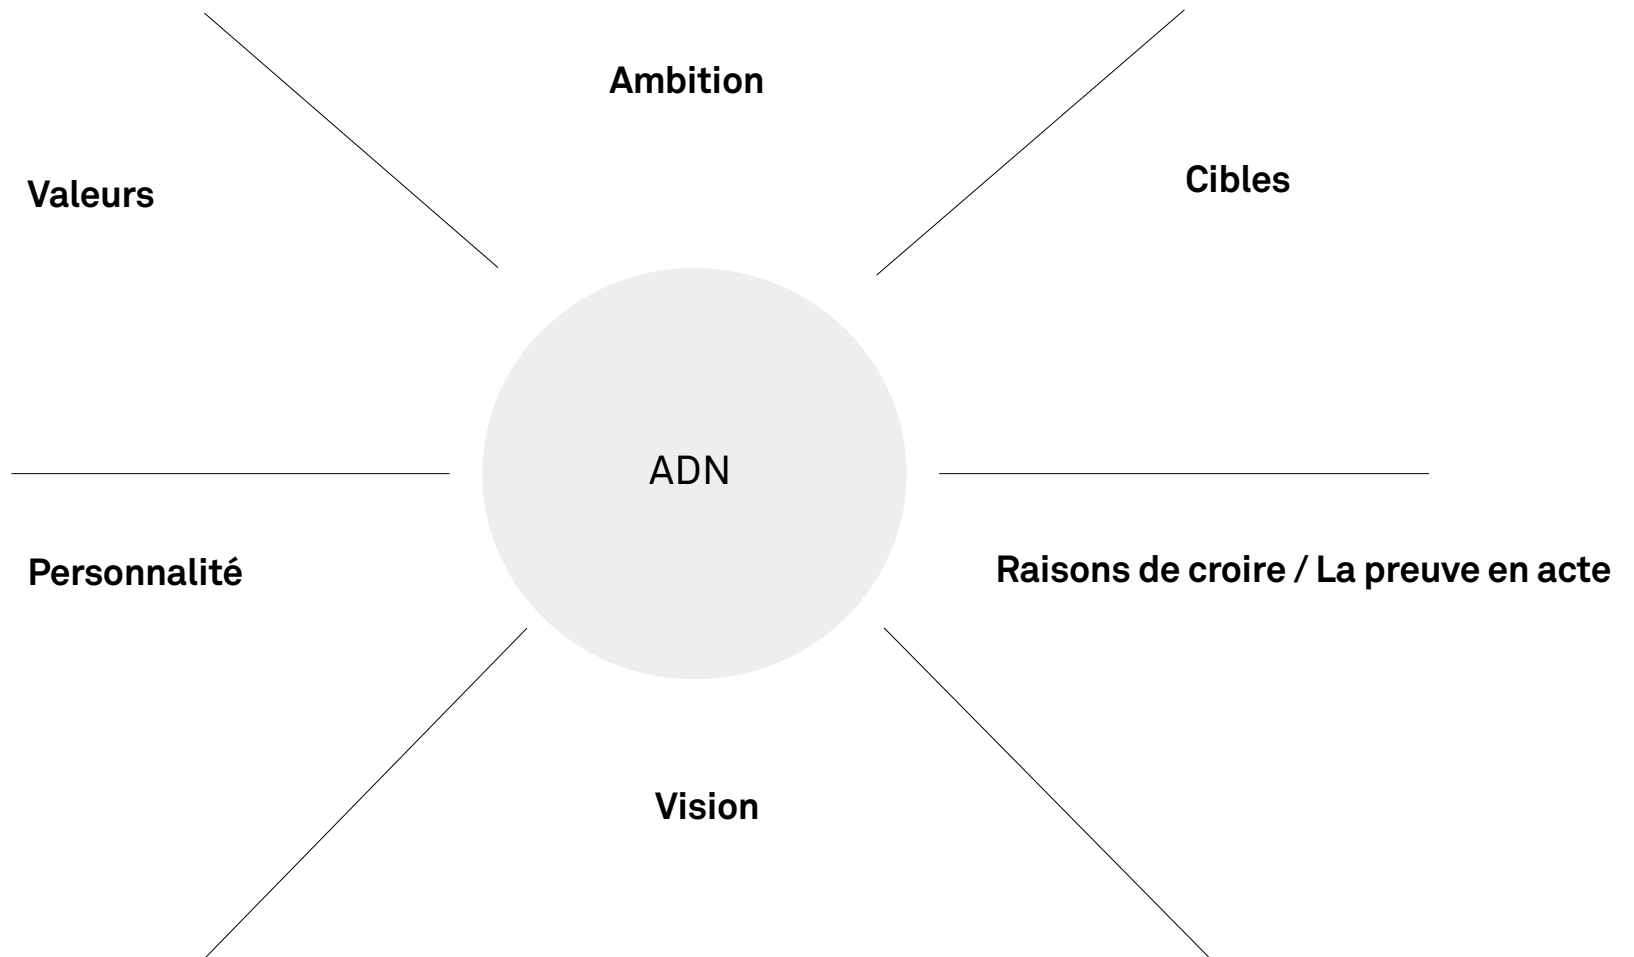 Ambition
Cibles
Valeurs
ADN
Raisons de croire / La preuve en acte
Personnalité
Vision